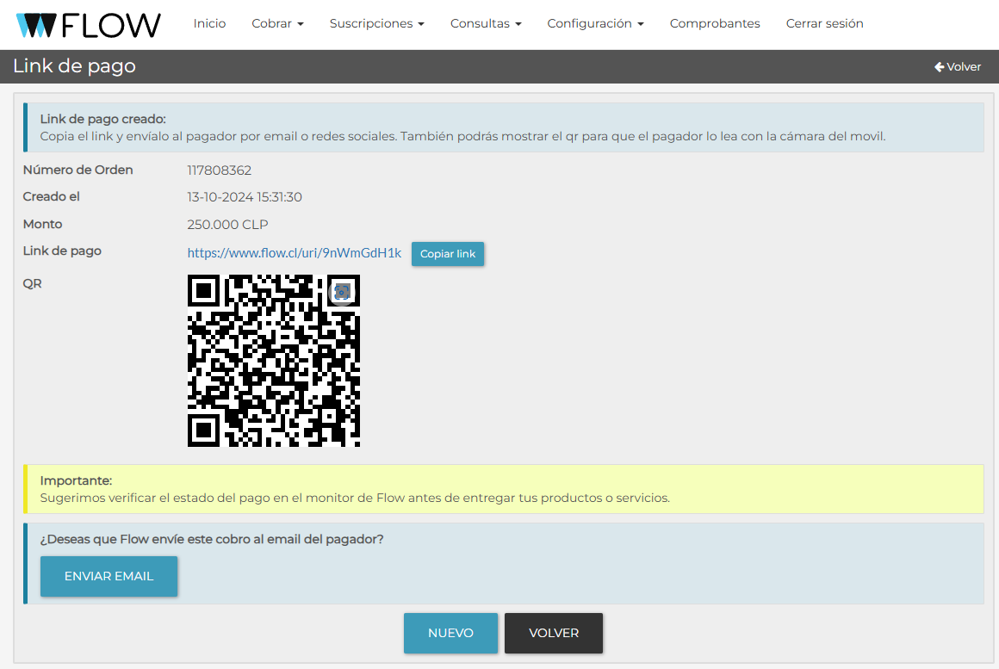 FLOW
Inicio
Cobrar
Suscripciones
Consultas
Configuración
Comprobantes
Cerrar sesión
Link de pago
Volver
Link de pago creado:
Copia el link y envíalo al pagador por email o redes sociales. También podrás mostrar el qr para que el pagador lo lea con la cámara del movil.
Número de Orden 117808362
Creado el 13-10-2024 15:31:30
Monto 250.000 CLP
Link de pago https://www.flow.cl/uri/9nWmGdH1k Copiar link
QR
Importante:
Sugerimos verificar el estado del pago en el monitor de Flow antes de entregar tus productos o servicios.
¿Deseas que Flow envíe este cobro al email del pagador?
ENVIAR EMAIL
NUEVO
VOLVER